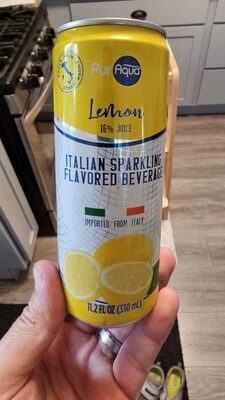 PurAqua
Lemon
16% JUICE
ITALIAN SPARKLING
FLAVORED BEVERAGE
IMPORTED FROM ITALY
11.2 FL OZ (330 mL)